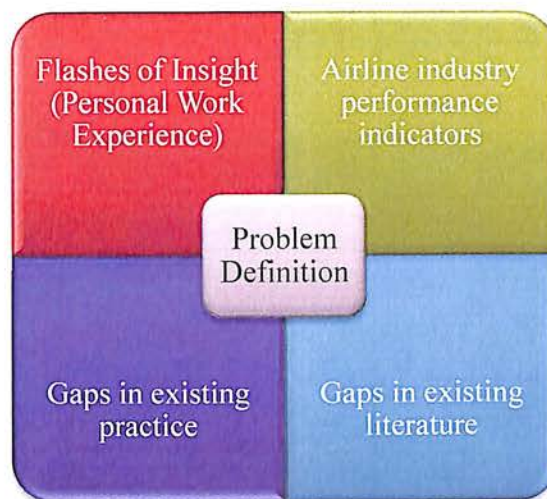 Flashes of Insight
(Personal Work
Experience)
Airline industry
performance
indicators
Problem
Definition
Gaps in existing
practice
Gaps in existing
literature